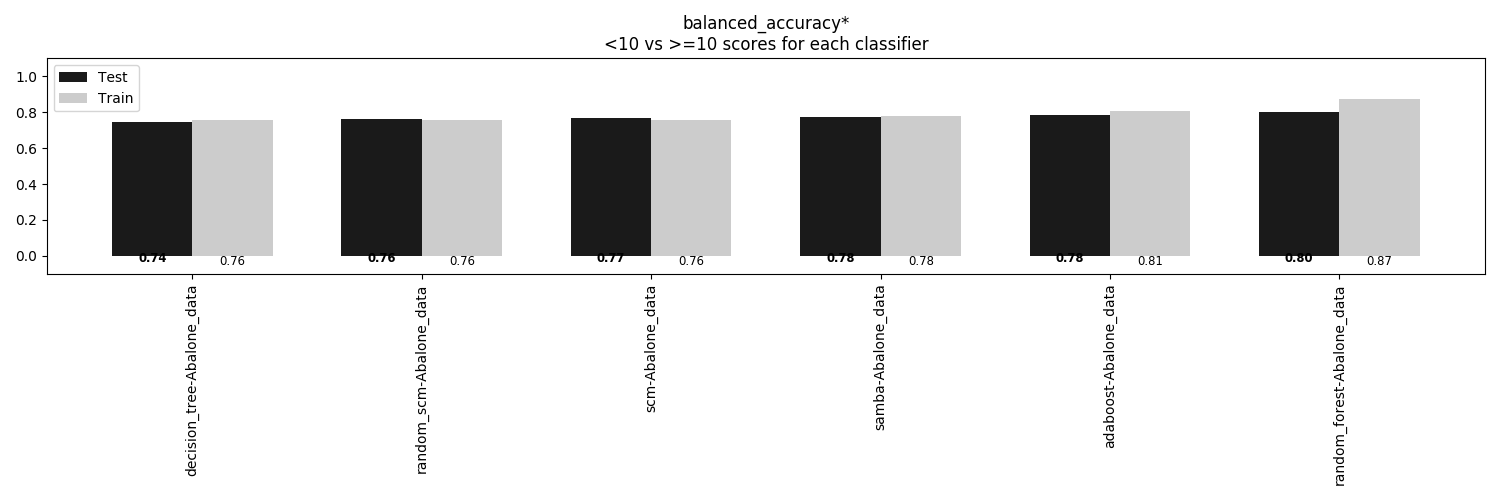 balanced_accuracy*
<10 vs >=10 scores for each classifier
Test
Train
1.0
0.8
0.6
0.4
0.2
0.0
0.74 0.76 0.76 0.76 0.77 0.76 0.78 0.78 0.78 0.81 0.80 0.87
decision_tree-Abalone_data
random_scm-Abalone_data
scm-Abalone_data
samba-Abalone_data
adaboost-Abalone_data
random_forest-Abalone_data